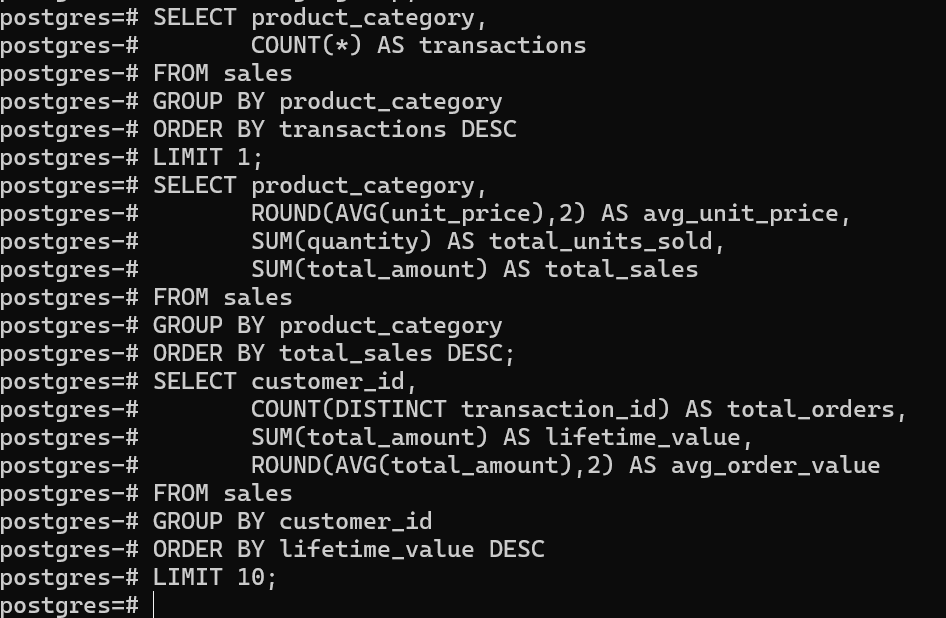 postgres=# SELECT product_category,
postgres-#        COUNT(*) AS transactions
postgres-# FROM sales
postgres-# GROUP BY product_category
postgres-# ORDER BY transactions DESC
postgres-# LIMIT 1;
postgres=# SELECT product_category,
postgres-#        ROUND(AVG(unit_price),2) AS avg_unit_price,
postgres-#        SUM(quantity) AS total_units_sold,
postgres-#        SUM(total_amount) AS total_sales
postgres-# FROM sales
postgres-# GROUP BY product_category
postgres-# ORDER BY total_sales DESC;
postgres=# SELECT customer_id,
postgres-#        COUNT(DISTINCT transaction_id) AS total_orders,
postgres-#        SUM(total_amount) AS lifetime_value,
postgres-#        ROUND(AVG(total_amount),2) AS avg_order_value
postgres-# FROM sales
postgres-# GROUP BY customer_id
postgres-# ORDER BY lifetime_value DESC
postgres-# LIMIT 10;
postgres=#